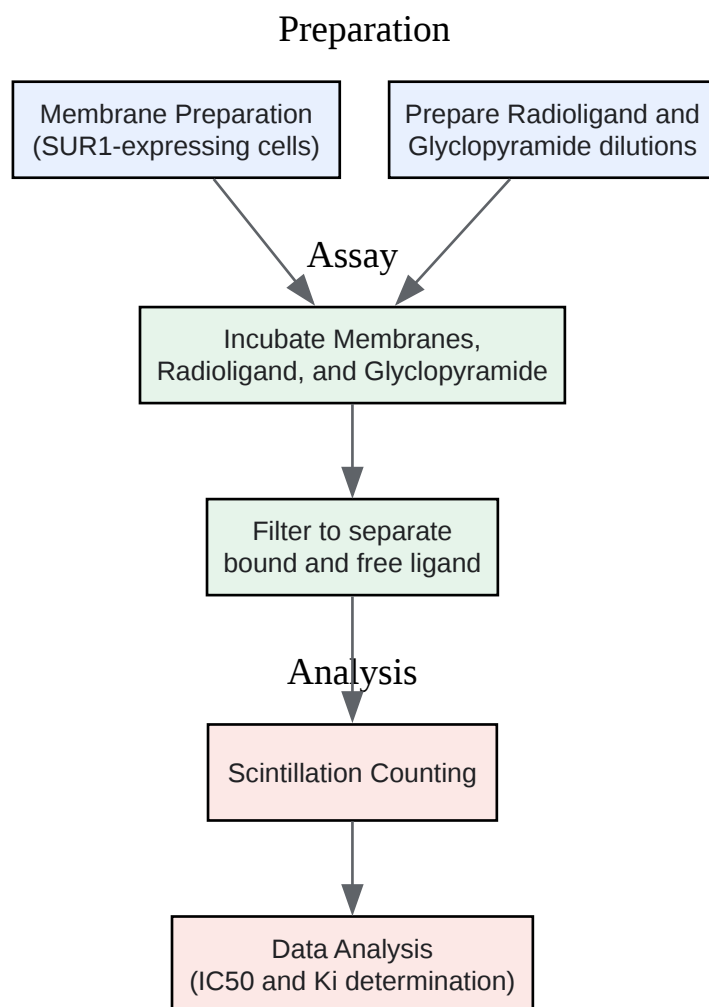 Preparation
Membrane Preparation
(SUR1-expressing cells)
Prepare Radioligand and
Glyclopyramide dilutions
Assay
Incubate Membranes,
Radioligand, and Glyclopyramide
Filter to separate
bound and free ligand
Analysis
Scintillation Counting
Data Analysis
(IC50 and Ki determination)